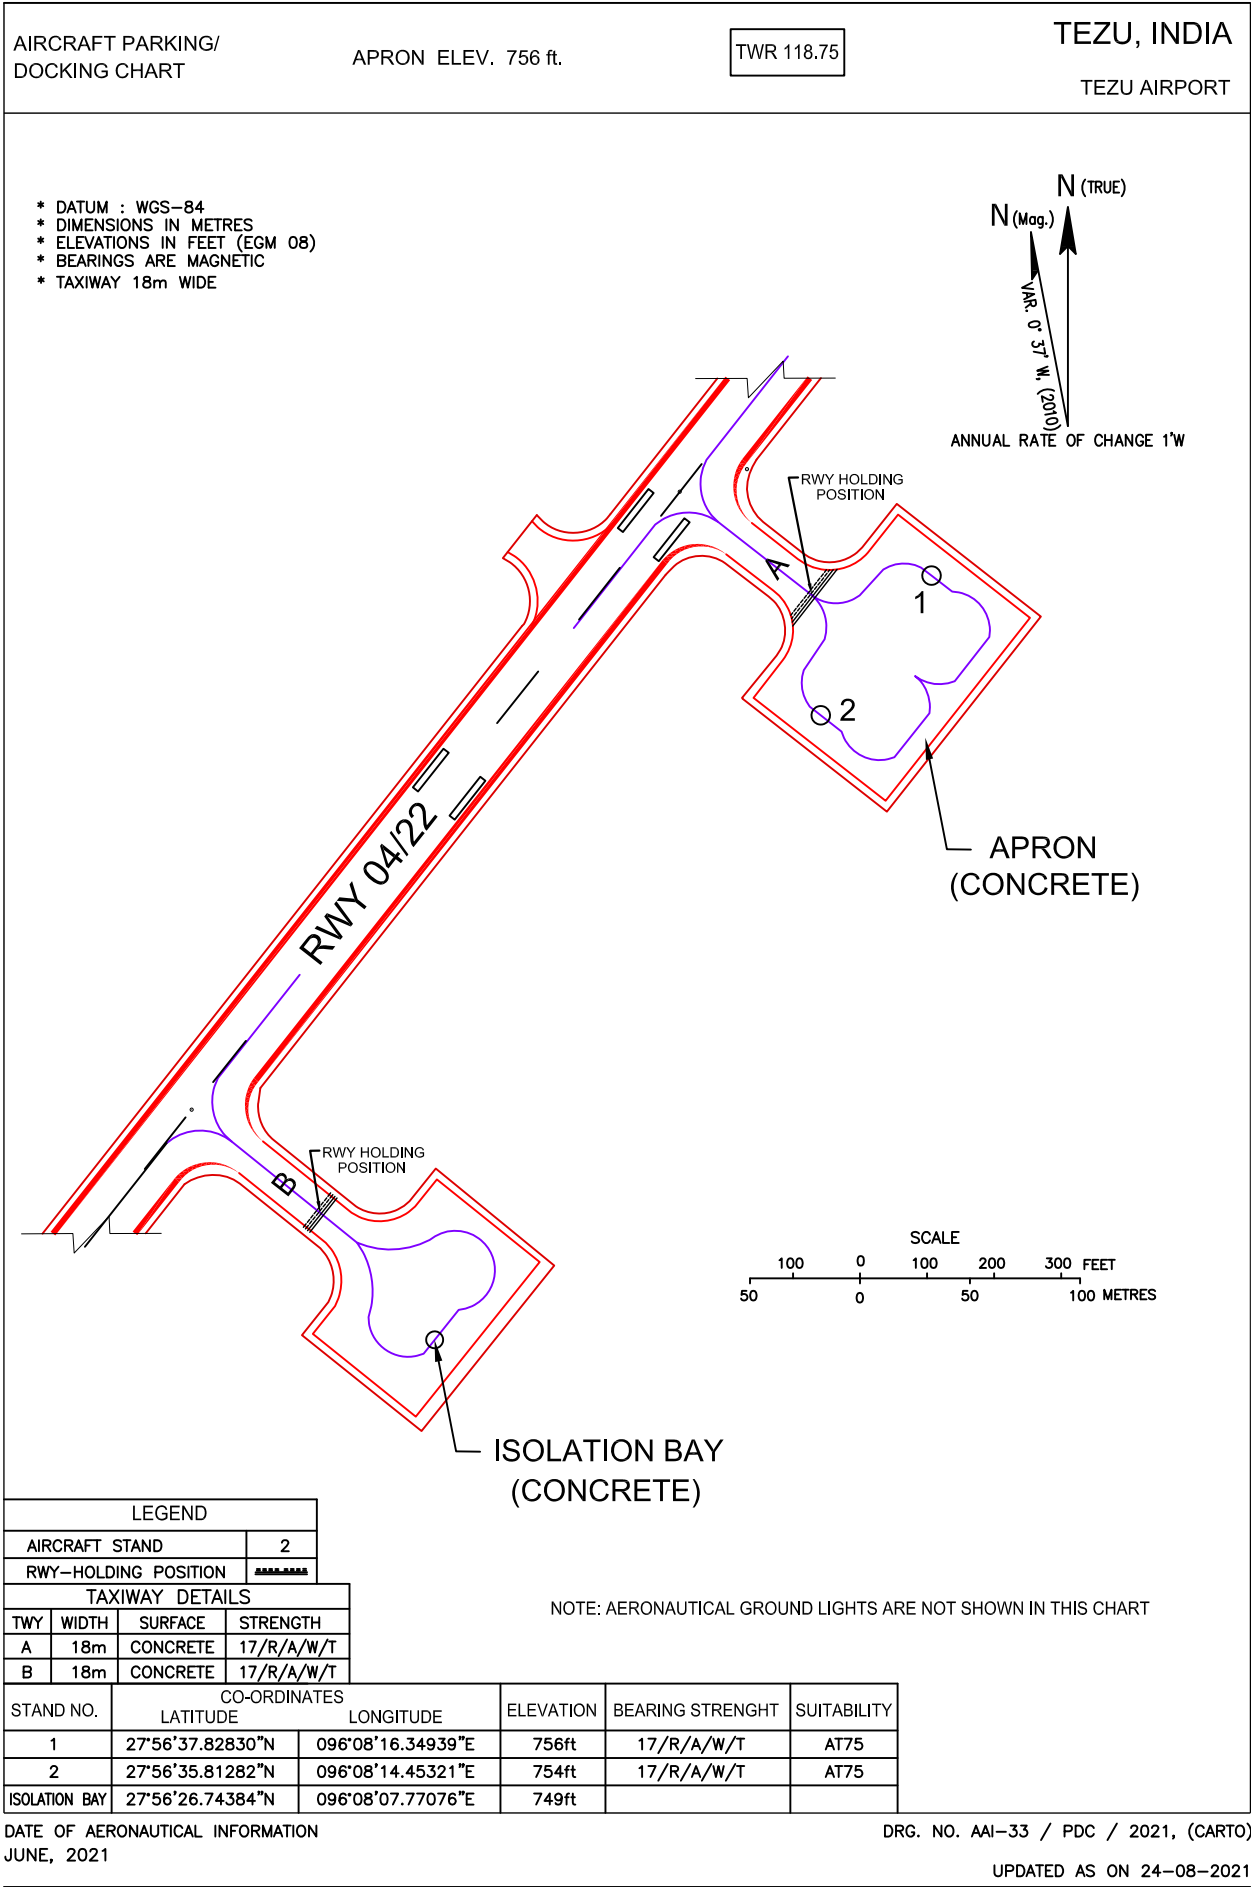 AIRCRAFT PARKING/
DOCKING CHART
APRON ELEV. 756 ft.
TWR 118.75
TEZU, INDIA
TEZU AIRPORT
* DATUM : WGS-84
* DIMENSIONS IN METRES
* ELEVATIONS IN FEET (EGM 08)
* BEARINGS ARE MAGNETIC
* TAXIWAY 18m WIDE
N (TRUE)
N (Mag.)
VAR. 0° 37' W, (2010)
ANNUAL RATE OF CHANGE 1'W
RWY HOLDING
POSITION
A
1
2
RWY 04/22
APRON
(CONCRETE)
RWY HOLDING
POSITION
B
SCALE
100 0 100 200 300 FEET
50 0 50 100 METRES
ISOLATION BAY
(CONCRETE)
LEGEND
AIRCRAFT STAND 2
RWY-HOLDING POSITION
TAXIWAY DETAILS
TWY WIDTH SURFACE STRENGTH
A 18m CONCRETE 17/R/A/W/T
B 18m CONCRETE 17/R/A/W/T
NOTE: AERONAUTICAL GROUND LIGHTS ARE NOT SHOWN IN THIS CHART
STAND NO. CO-ORDINATES LATITUDE LONGITUDE ELEVATION BEARING STRENGHT SUITABILITY
1 27°56'37.82830"N 096°08'16.34939"E 756ft 17/R/A/W/T AT75
2 27°56'35.81282"N 096°08'14.45321"E 754ft 17/R/A/W/T AT75
ISOLATION BAY 27°56'26.74384"N 096°08'07.77076"E 749ft
DATE OF AERONAUTICAL INFORMATION
JUNE, 2021
DRG. NO. AAI-33 / PDC / 2021, (CARTO)
UPDATED AS ON 24-08-2021